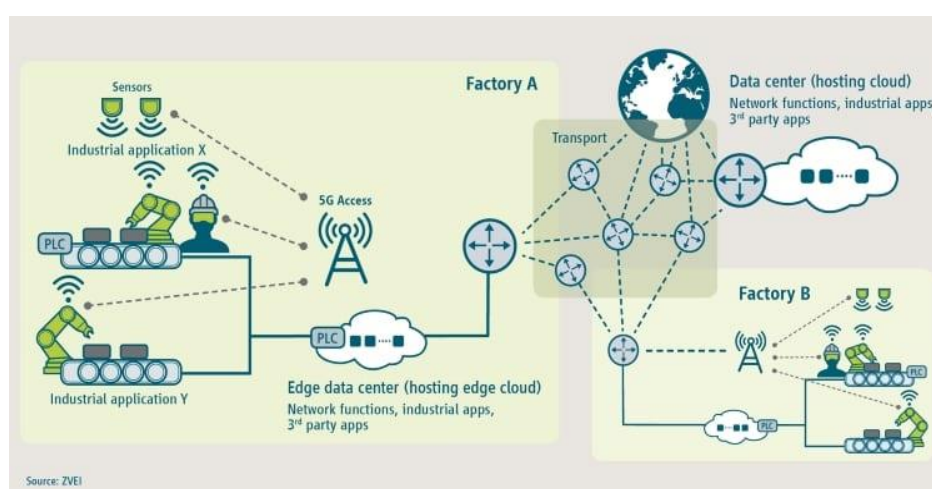 Factory A
Sensors
Industrial application X
5G Access
PLC
Industrial application Y
PLC
Edge data center (hosting edge cloud)
Network functions, industrial apps,
3rd party apps
Transport
Data center (hosting cloud)
Network functions, industrial apps
3rd party apps
Factory B
PLC
PLC
Source: ZVEI